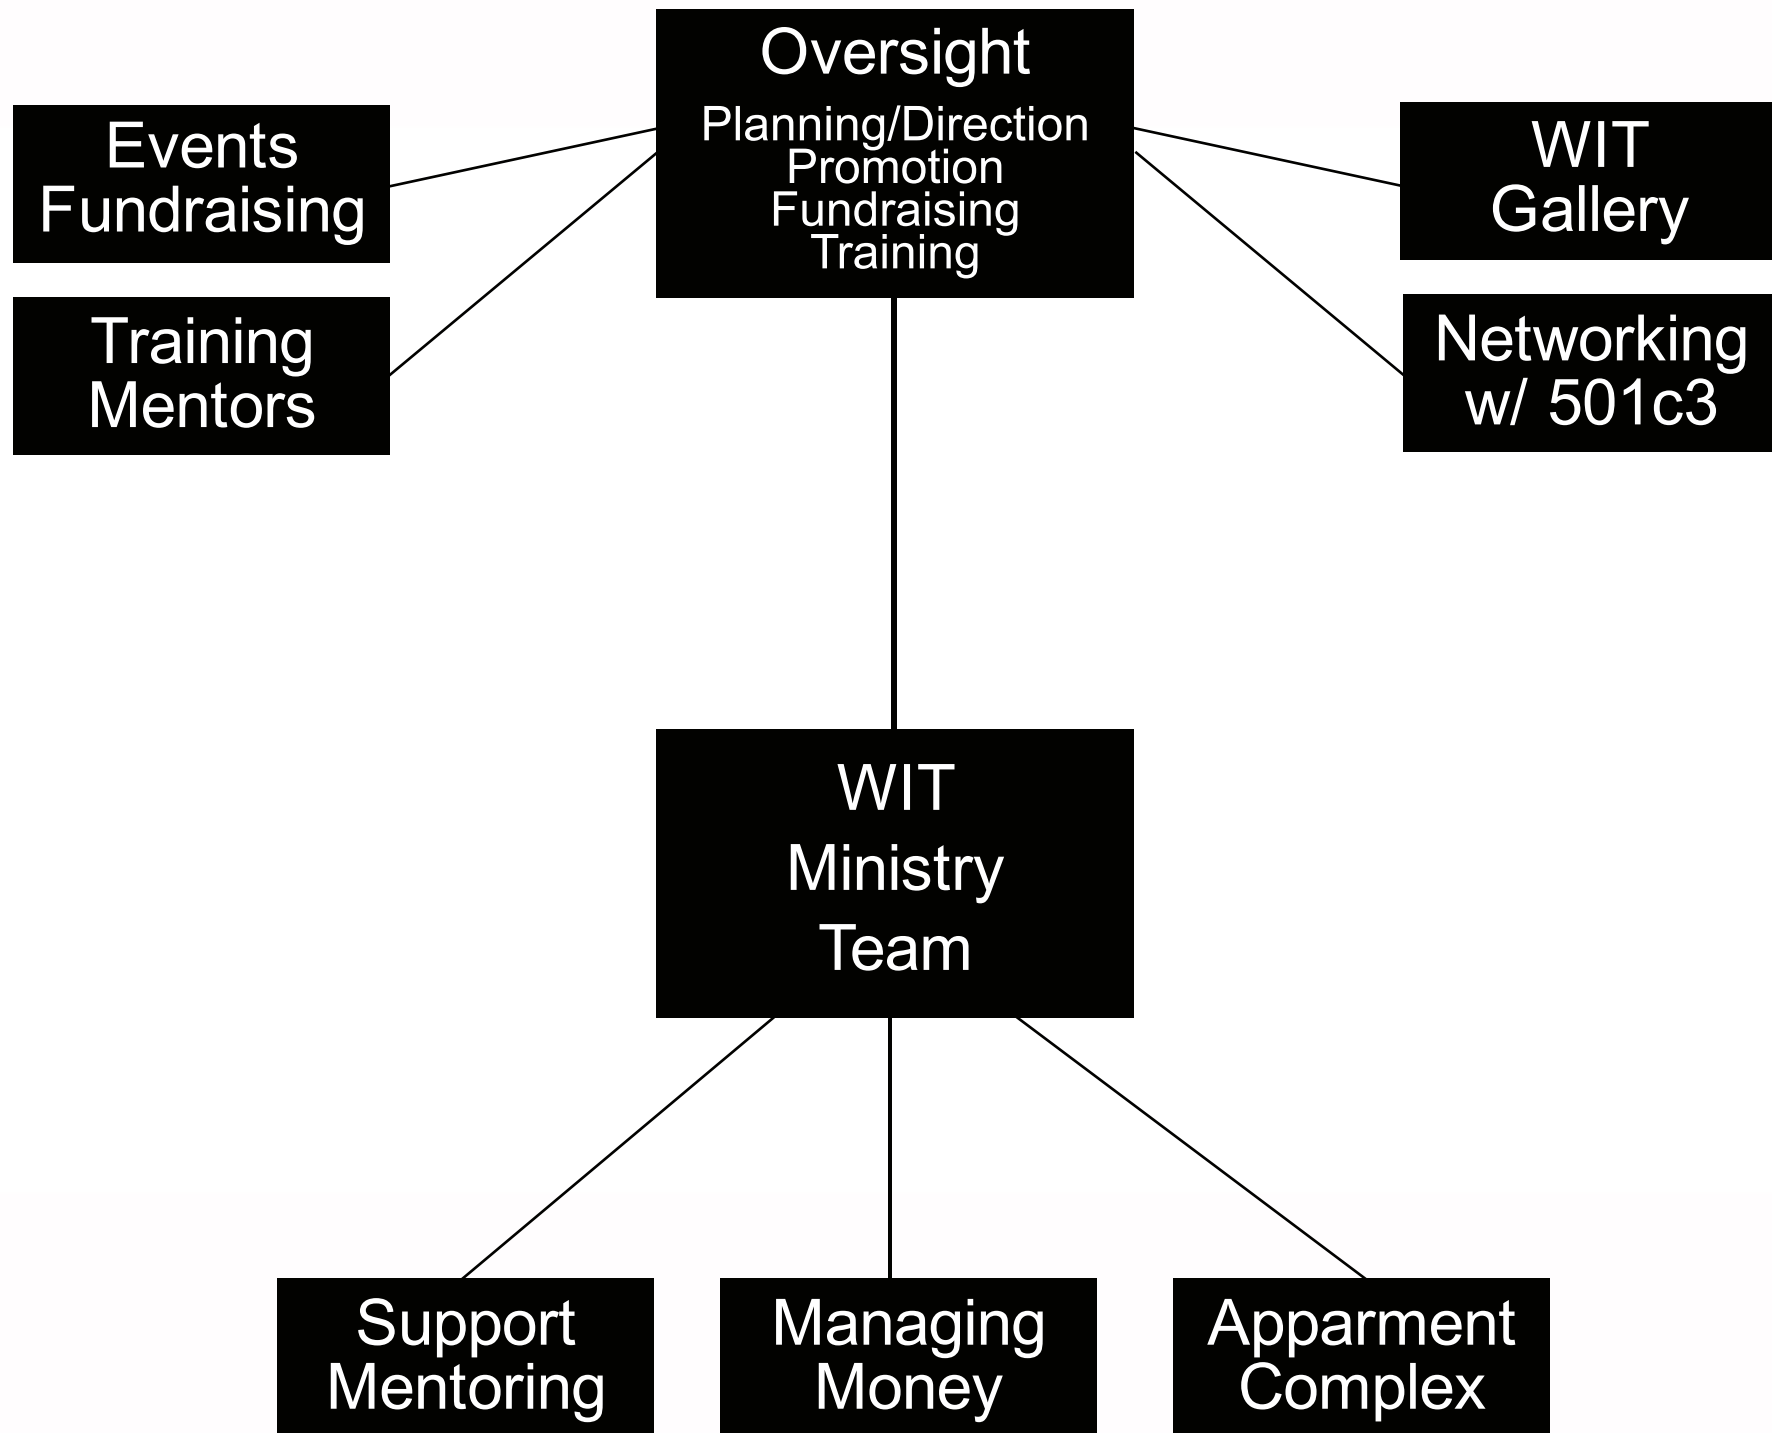 Oversight
Planning/Direction
Promotion
Fundraising
Training
Events
Fundraising
Training
Mentors
WIT
Gallery
Networking
w/ 501c3
WIT
Ministry
Team
Support
Mentoring
Managing
Money
Apparment
Complex